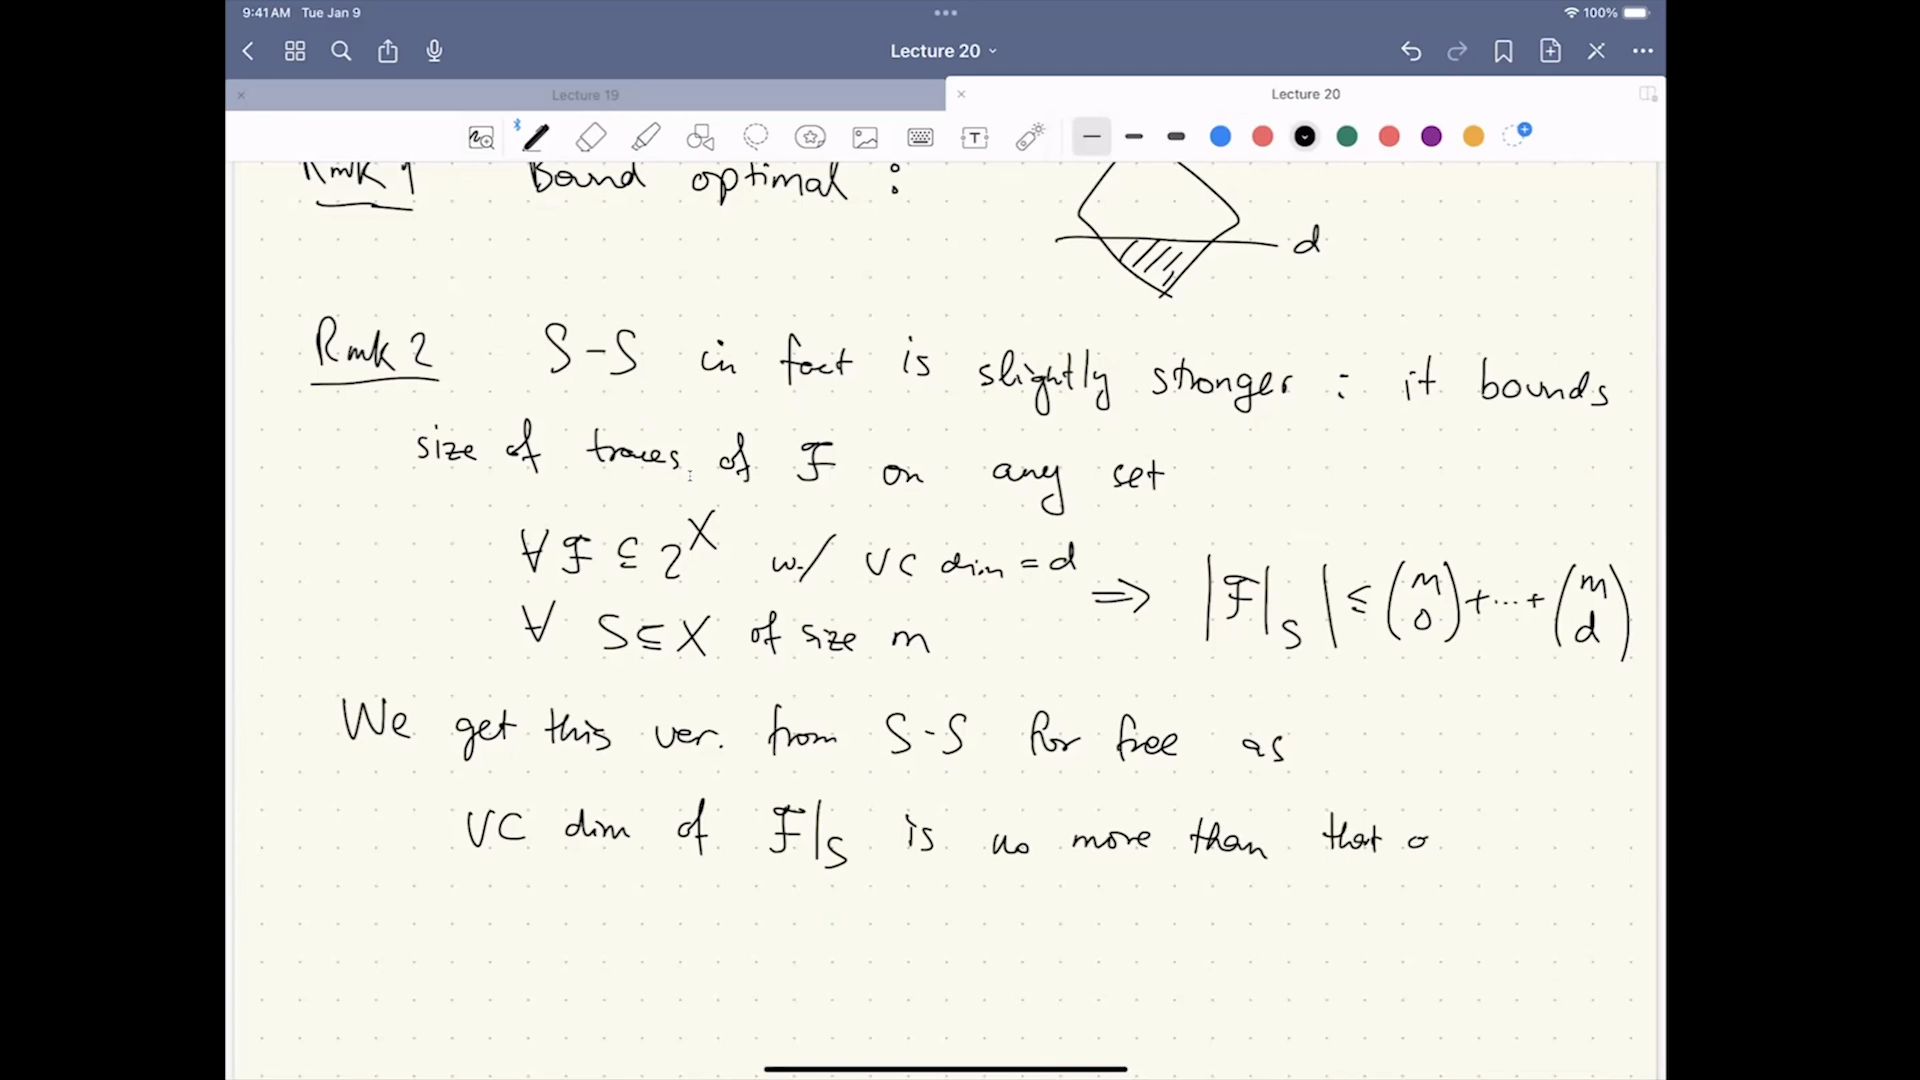 9:41 AM Tue Jan 9
100%
Lecture 20
Lecture 19
Lecture 20
Rmk 1 Bound optimal :
d
Rmk 2 S-S in fact is slightly stronger : it bounds
size of traces of ℱ on any set
∀ ℱ ⊆ 2^X w/ VC dim = d
∀ S ⊆ X of size m
⟹ |ℱ|_S| ≤ (m 0) + ... + (m d)
We get this ver. from S-S for free as
VC dim of ℱ|_S is no more than that o